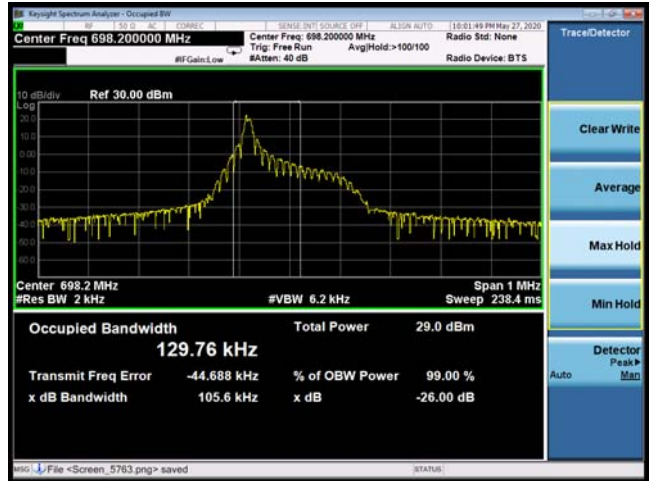 Keysight Spectrum Analyzer - Occupied BW
RF 50 Ω AC CORREC SENSE:INT SOURCE OFF ALIGN AUTO 10:01:49 PM May 27, 2020
Center Freq 698.200000 MHz
Center Freq: 698.200000 MHz
Radio Std: None
Trig: Free Run Avg|Hold:>100/100
#IFGain:Low #Atten: 40 dB Radio Device: BTS
Trace/Detector
10 dB/div Ref 30.00 dBm
Log
20.0
10.0
0.00
-10.0
-20.0
-30.0
-40.0
-50.0
-60.0
Center 698.2 MHz Span 1 MHz
#Res BW 2 kHz #VBW 6.2 kHz Sweep 238.4 ms
Occupied Bandwidth Total Power 29.0 dBm
129.76 kHz
Transmit Freq Error -44.688 kHz % of OBW Power 99.00 %
x dB Bandwidth 105.6 kHz x dB -26.00 dB
Clear Write
Average
Max Hold
Min Hold
Detector
Peak▶
Auto Man
MSG File <Screen_5763.png> saved STATUS